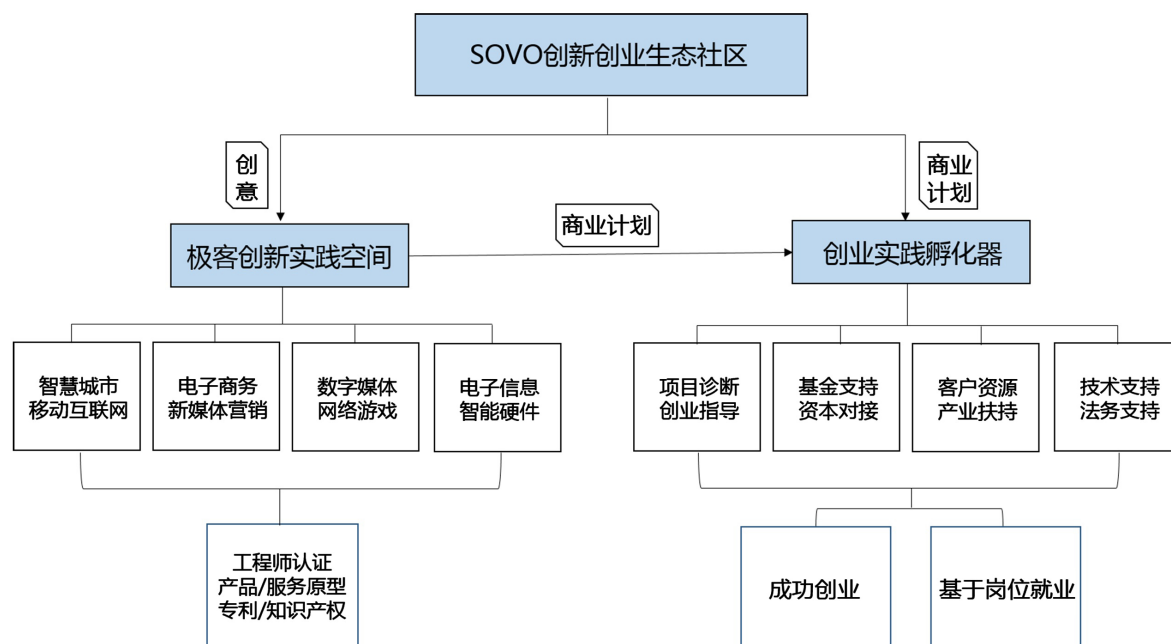 SOVO创新创业生态社区
创
意
商业
计划
商业计划
极客创新实践空间
创业实践孵化器
智慧城市
移动互联网
电子商务
新媒体营销
数字媒体
网络游戏
电子信息
智能硬件
项目诊断
创业指导
基金支持
资本对接
客户资源
产业扶持
技术支持
法务支持
工程师认证
产品/服务原型
专利/知识产权
成功创业
基于岗位就业